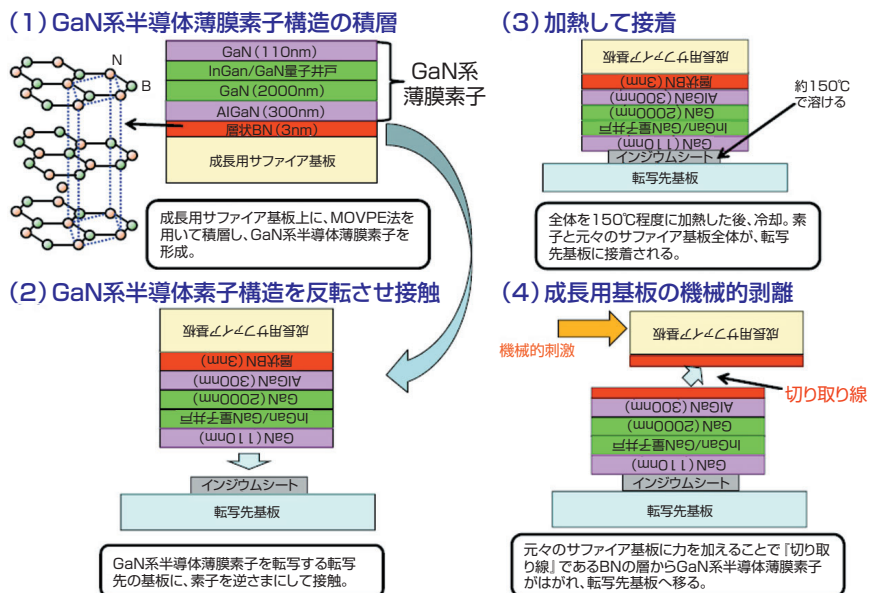 (1)GaN系半導体薄膜素子構造の積層
N
B
GaN(110nm)
InGan/GaN量子井戸
GaN(2000nm)
AlGaN(300nm)
層状BN(3nm)
成長用サファイア基板
GaN系
薄膜素子
成長用サファイア基板上に、MOVPE法を
用いて積層し、GaN系半導体薄膜素子を
形成。
(2)GaN系半導体素子構造を反転させ接触
成長用サファイア基板
層状BN(3nm)
AlGaN(300nm)
GaN(2000nm)
InGan/GaN量子井戸
GaN(110nm)
インジウムシート
転写先基板
GaN系半導体薄膜素子を転写する転写
先の基板に、素子を逆さまにして接触。
(3)加熱して接着
成長用サファイア基板
層状BN(3nm)
AlGaN(300nm)
GaN(2000nm)
InGan/GaN量子井戸
GaN(110nm)
インジウムシート
転写先基板
約150℃
で溶ける
全体を150℃程度に加熱した後、冷却。素
子と元々のサファイア基板全体が、転写
先基板に接着される。
(4)成長用基板の機械的剥離
機械的刺激
成長用サファイア基板
切り取り線
AlGaN(300nm)
GaN(2000nm)
InGan/GaN量子井戸
GaN(110nm)
インジウムシート
転写先基板
元々のサファイア基板に力を加えることで『切り取
り線』であるBNの層からGaN系半導体薄膜素子
がはがれ、転写先基板へ移る。